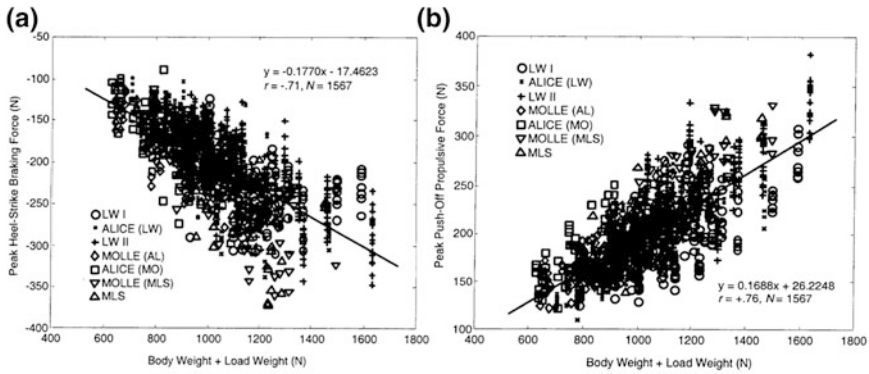 (a)
-50
-100
-150
-200
-250
-300
-350
-400
Peak Heel-Strike Braking Force (N)
y = -0.1770x - 17.4623
r = -.71, N = 1567
LW I
ALICE (LW)
LW II
MOLLE (AL)
ALICE (MO)
MOLLE (MLS)
MLS
400 600 800 1000 1200 1400 1600 1800
Body Weight + Load Weight (N)
(b)
400
350
300
250
200
150
100
Peak Push-Off Propulsive Force (N)
LW I
ALICE (LW)
LW II
MOLLE (AL)
ALICE (MO)
MOLLE (MLS)
MLS
y = 0.1688x + 26.2248
r = +.76, N = 1567
400 600 800 1000 1200 1400 1600 1800
Body Weight + Load Weight (N)